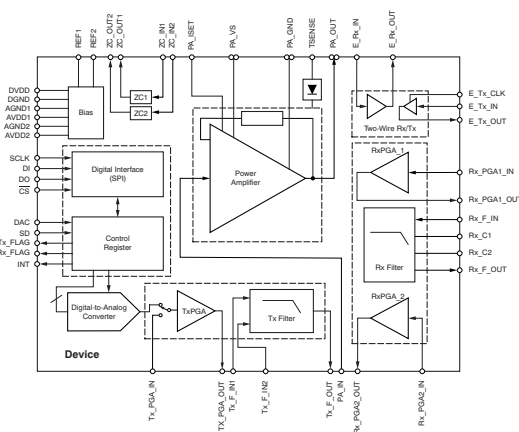 REF1
REF2
ZC_OUT2
ZC_OUT1
ZC_IN1
ZC_IN2
PA_ISET
PA_VS
PA_GND
TSENSE
PA_OUT
E_Rx_IN
E_Rx_OUT
DVDD
DGND
AGND1
AVDD1
AGND2
AVDD2
Bias
ZC1
ZC2
Two-Wire Rx/Tx
E_Tx_CLK
E_Tx_IN
E_Tx_OUT
SCLK
DI
DO
CS
Digital Interface
(SPI)
Power
Amplifier
RxPGA_1
Rx_PGA1_IN
Rx_PGA1_OUT
DAC
SD
Tx_FLAG
Rx_FLAG
INT
Control
Register
Rx Filter
Rx_F_IN
Rx_C1
Rx_C2
Rx_F_OUT
Digital-to-Analog
Converter
TxPGA
Tx Filter
RxPGA_2
Device
Tx_PGA_IN
TX_PGA_OUT
Tx_F_IN1
Tx_F_IN2
Tx_F_OUT
PA_IN
Rx_PGA2_OUT
Rx_PGA2_IN